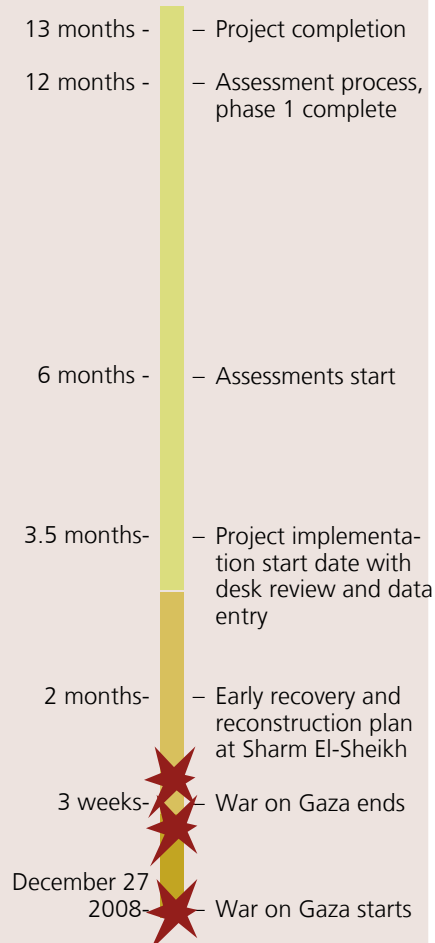 13 months - – Project completion
12 months - – Assessment process,
phase 1 complete
6 months - – Assessments start
3.5 months- – Project implementa-
tion start date with
desk review and data
entry
2 months- – Early recovery and
reconstruction plan
at Sharm El-Sheikh
3 weeks- – War on Gaza ends
December 27
2008- – War on Gaza starts